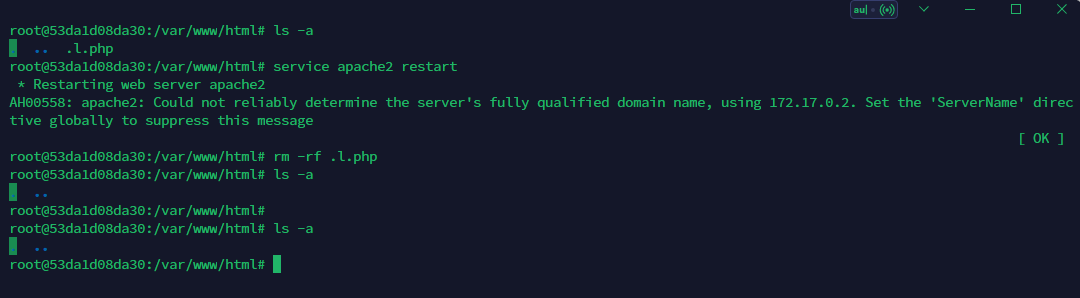 au|
root@53da1d08da30:/var/www/html# ls -a
.  ..  .l.php
root@53da1d08da30:/var/www/html# service apache2 restart
 * Restarting web server apache2
AH00558: apache2: Could not reliably determine the server's fully qualified domain name, using 172.17.0.2. Set the 'ServerName' direc
tive globally to suppress this message
[ OK ]
root@53da1d08da30:/var/www/html# rm -rf .l.php
root@53da1d08da30:/var/www/html# ls -a
.  ..
root@53da1d08da30:/var/www/html#
root@53da1d08da30:/var/www/html# ls -a
.  ..
root@53da1d08da30:/var/www/html#